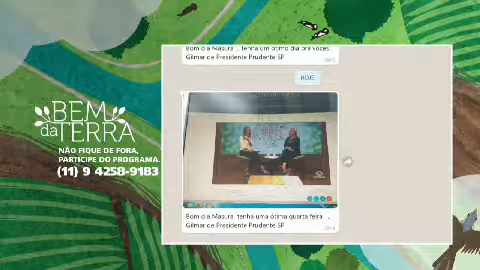 Bom dia Masura ... tenha um otimo dia pra voces...
Gilmar de Presidente Prudente SP
HOJE
BEM
da TERRA
NÃO FIQUE DE FORA,
PARTICIPE DO PROGRAMA.
(11) 9 4258-9183
Bom dia Masura tenha uma ótima quarta feira ...
Gilmar de Presidente Prudente SP